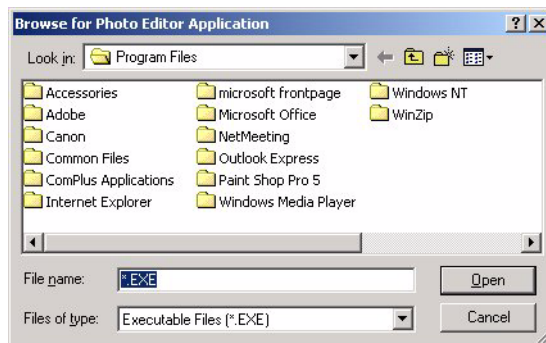 Browse for Photo Editor Application
Look in: Program Files
Accessories microsoft frontpage Windows NT
Adobe Microsoft Office WinZip
Canon NetMeeting
Common Files Outlook Express
ComPlus Applications Paint Shop Pro 5
Internet Explorer Windows Media Player
File name: *.EXE Open
Files of type: Executable Files (*.EXE) Cancel